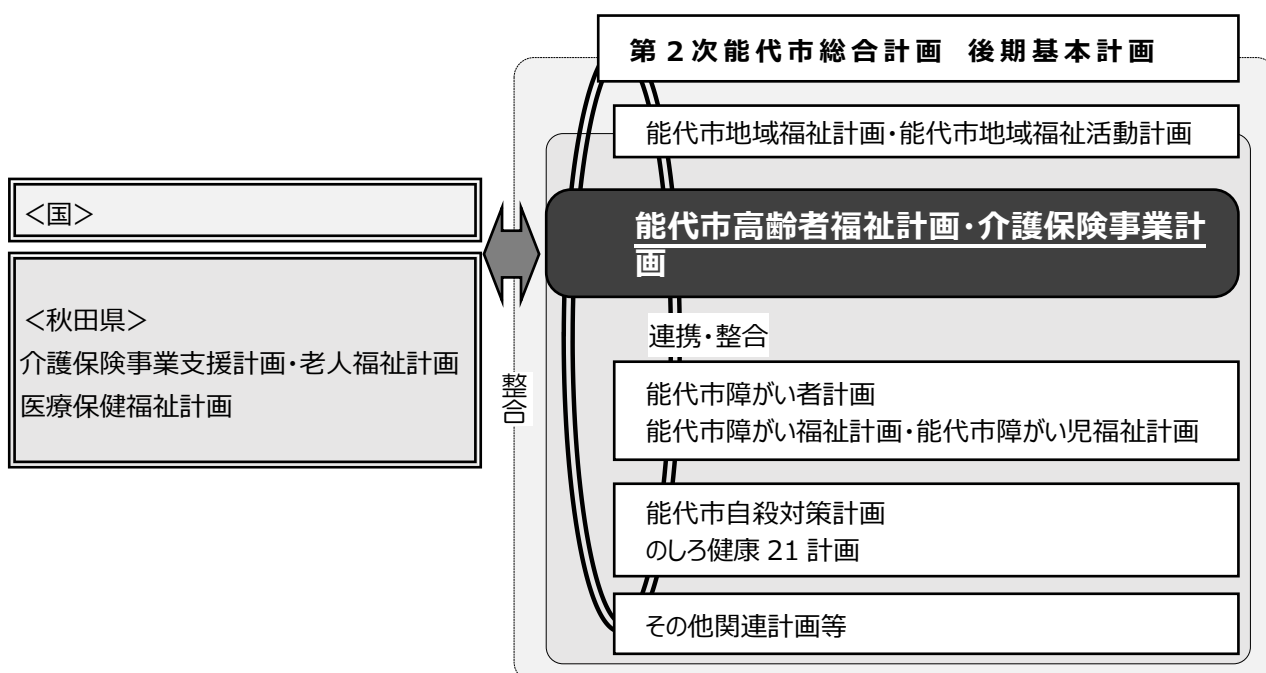 第2次能代市総合計画 後期基本計画
能代市地域福祉計画・能代市地域福祉活動計画
<国>
能代市高齢者福祉計画・介護保険事業計
画
<秋田県>
介護保険事業支援計画・老人福祉計画
医療保健福祉計画
整合
連携・整合
能代市障がい者計画
能代市障がい福祉計画・能代市障がい児福祉計画
能代市自殺対策計画
のしろ健康 21 計画
その他関連計画等